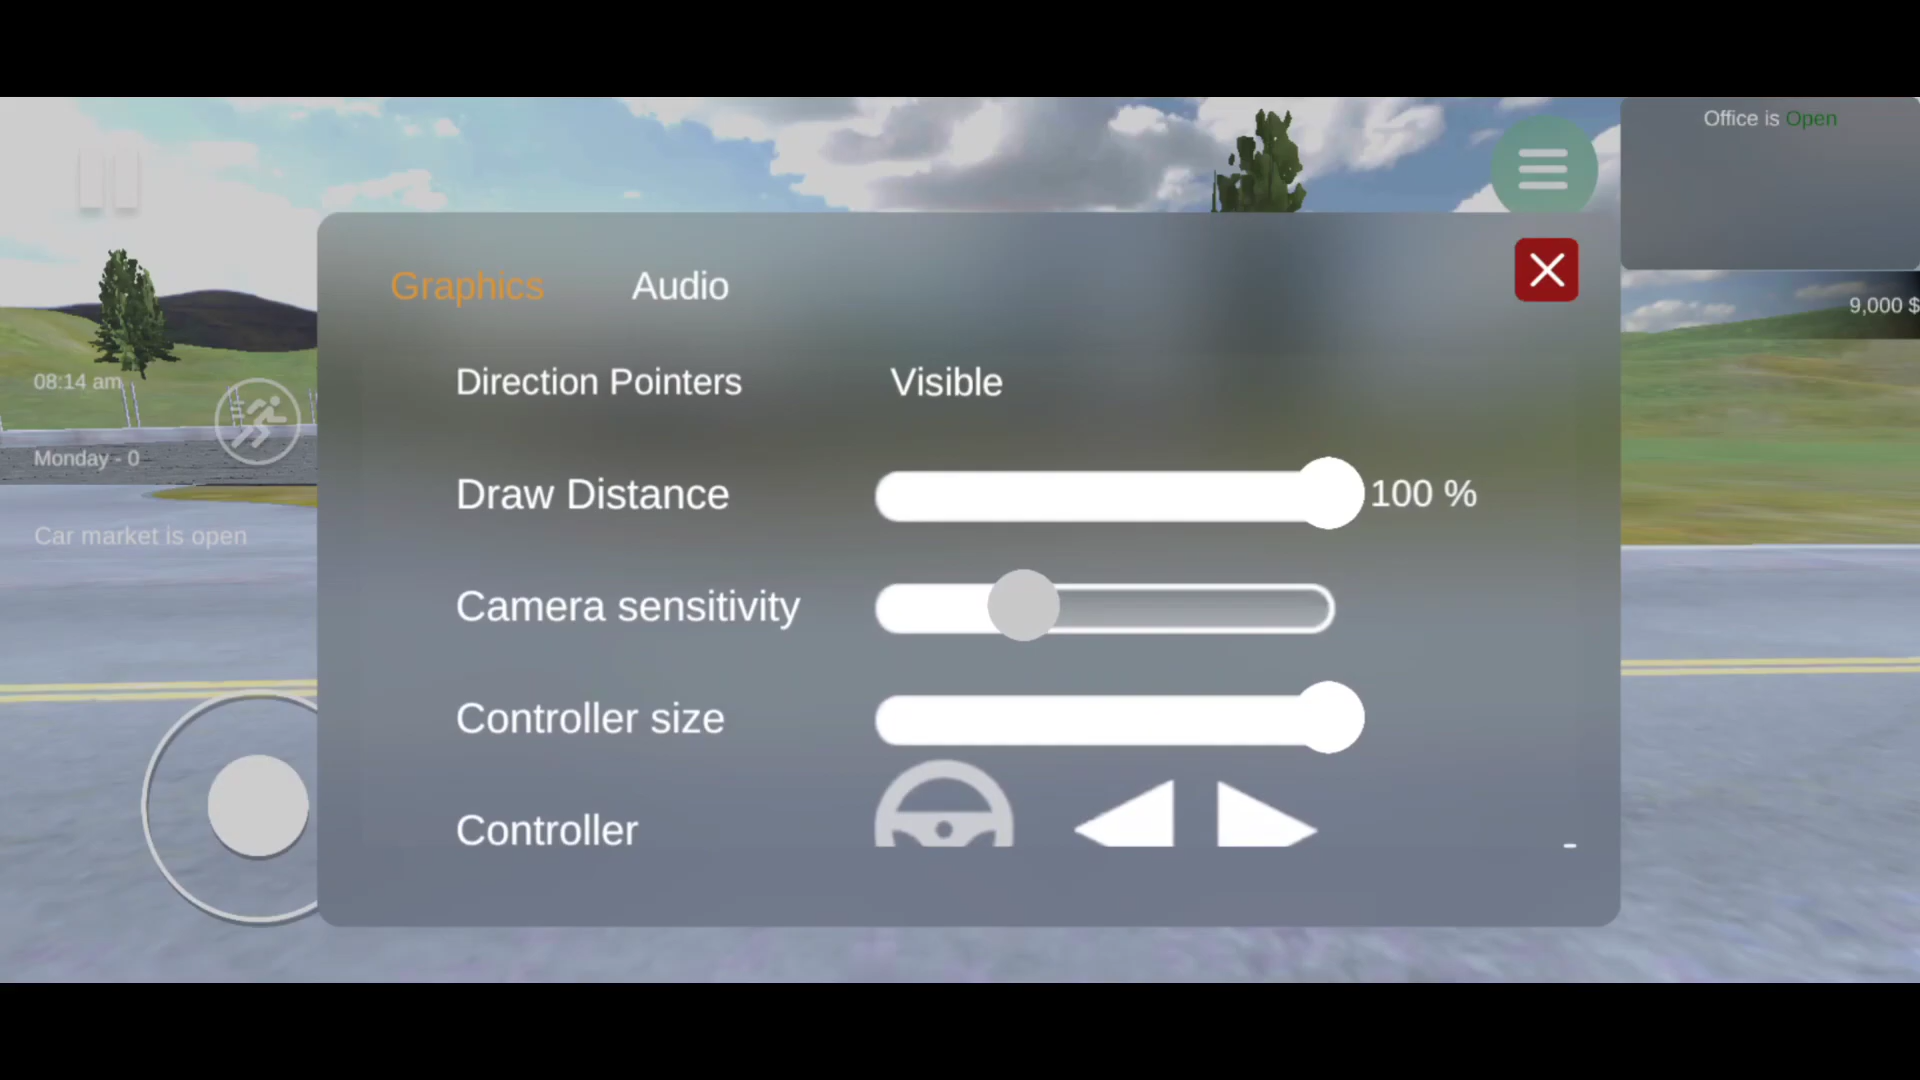 Office is Open
9,000 $
Graphics
Audio
Direction Pointers
Visible
08:14 am
Monday - 0
Draw Distance
100 %
Car market is open
Camera sensitivity
Controller size
Controller